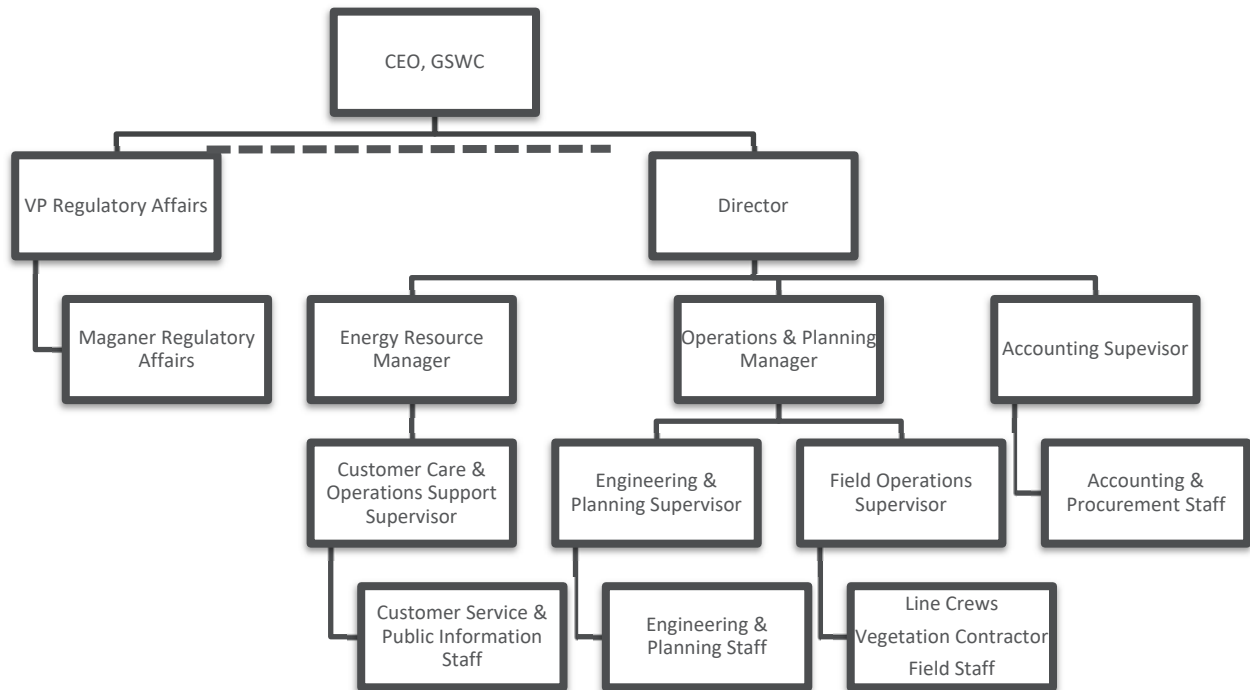 CEO, GSWC
VP Regulatory Affairs
Director
Maganer Regulatory
Affairs
Energy Resource
Manager
Operations & Planning
Manager
Accounting Supevisor
Customer Care &
Operations Support
Supervisor
Engineering &
Planning Supervisor
Field Operations
Supervisor
Accounting &
Procurement Staff
Customer Service &
Public Information
Staff
Engineering &
Planning Staff
Line Crews
Vegetation Contractor
Field Staff